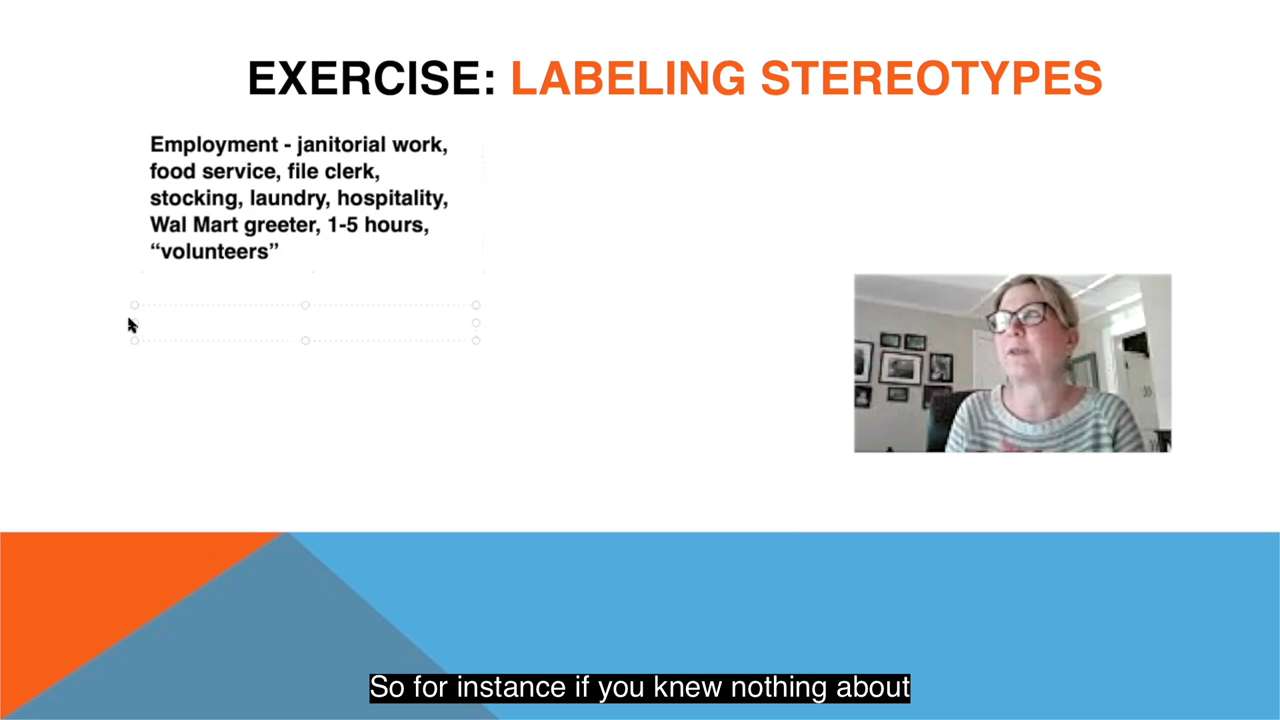 EXERCISE: LABELING STEREOTYPES
Employment - janitorial work,
food service, file clerk,
stocking, laundry, hospitality,
Wal Mart greeter, 1-5 hours,
“volunteers”
So for instance if you knew nothing about